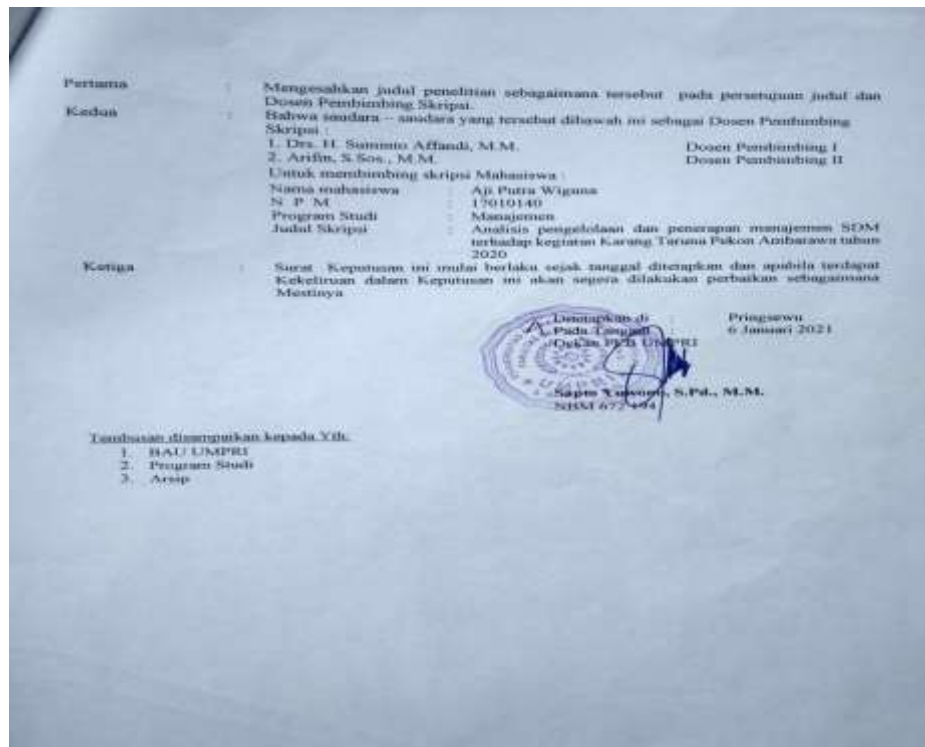 Pertama : Mengesahkan judul penelitian sebagaimana tersebut pada persetujuan judul dan
Dosen Pembimbing Skripsi.
Kedua : Bahwa saudara – saudara yang tersebut dibawah ini sebagai Dosen Pembimbing
Skripsi :
1. Drs. H. Affandi, M.M. Dosen Pembimbing I
2. Arifin, S.Sos., M.M. Dosen Pembimbing II
Untuk membimbing skripsi Mahasiswa :
Nama mahasiswa : Aji Putra Wiguna
N P M : 17010140
Program Studi : Manajemen
Judul Skripsi : Analisis pengelolaan dan penerapan manajemen SDM
terhadap kegiatan Karang Taruna Pekon Ambarawa tahun
2020
Ketiga : Surat Keputusan ini mulai berlaku sejak tanggal ditetapkan dan apabila terdapat
Kekeliruan dalam Keputusan ini akan segera dilakukan perbaikan sebagaimana
Mestinya
Ditetapkan di : Pringsewu
Pada Tanggal : 6 Januari 2021
Dekan UMPRI
UMPRI
Sapto S.Pd., M.M.
NBM
Tembusan disampaikan kepada Yth.
1. BAU UMPRI
2. Program Studi
3. Arsip